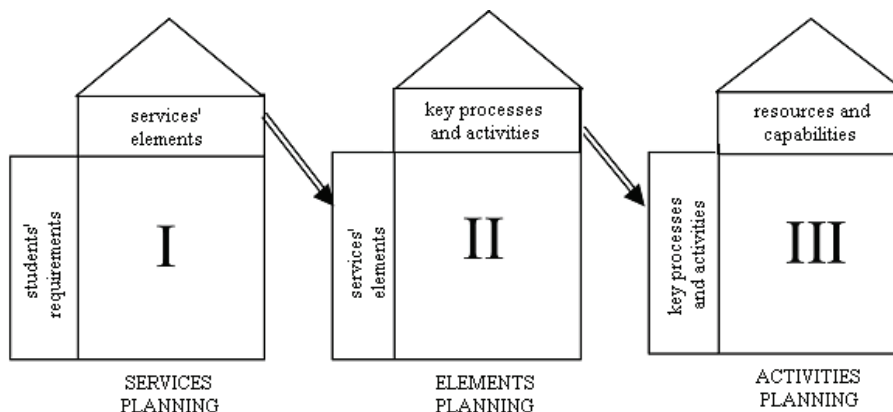 services'
elements
students'
requirements
I
SERVICES
PLANNING
key processes
and activities
services'
elements
II
ELEMENTS
PLANNING
resources and
capabilities
key processes
and activities
III
ACTIVITIES
PLANNING